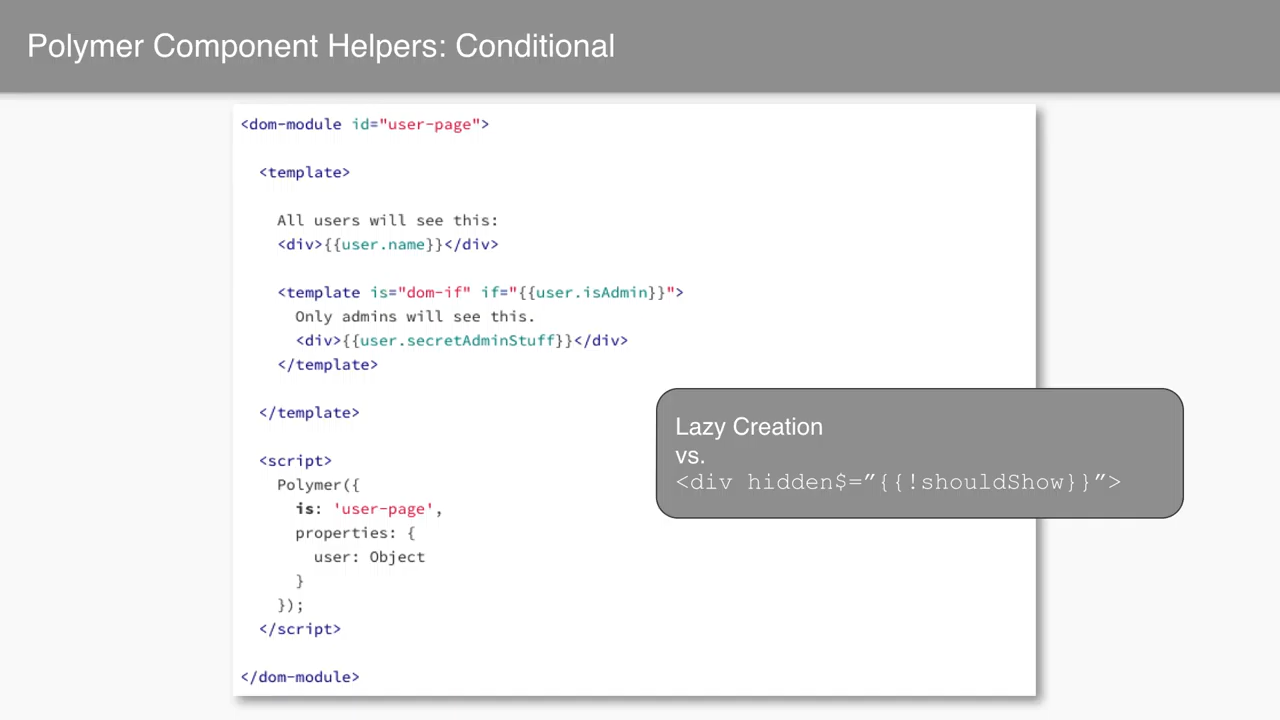 Polymer Component Helpers: Conditional
<dom-module id="user-page">
<template>
All users will see this:
<div>{{user.name}}</div>
<template is="dom-if" if="{{user.isAdmin}}">
Only admins will see this.
<div>{{user.secretAdminStuff}}</div>
</template>
</template>
<script>
Polymer({
is: 'user-page',
properties: {
user: Object
}
});
</script>
</dom-module>
Lazy Creation
vs.
<div hidden$=”{{!shouldShow}}”>